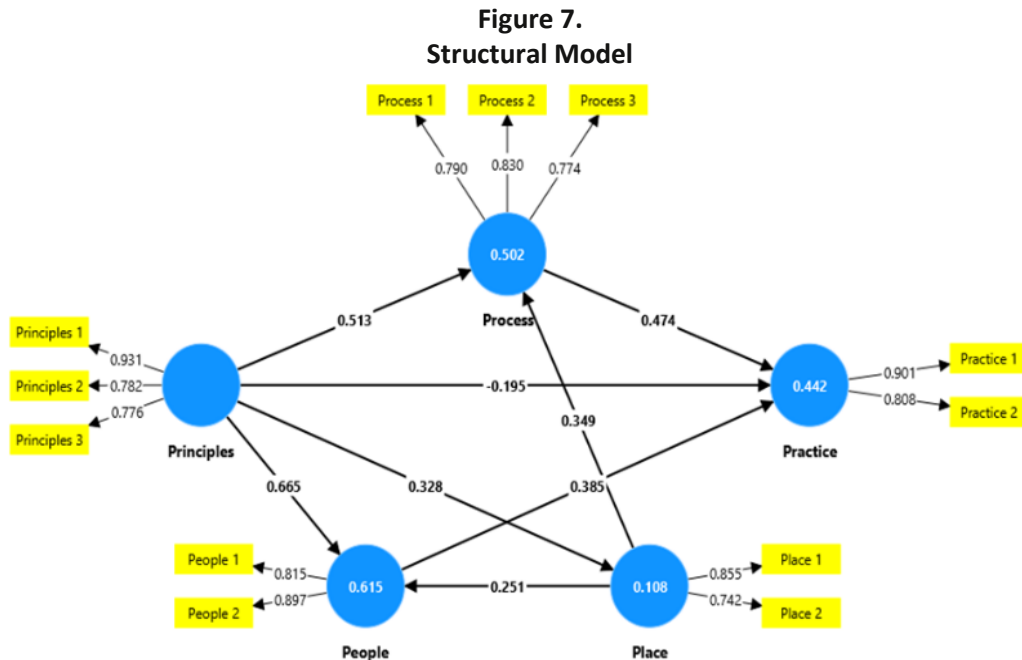 Figure 7.
Structural Model
Process 1
Process 2
Process 3
0.790
0.830
0.774
0.502
Process
0.513
0.474
Principles 1
Principles 2
Principles 3
0.931
0.782
0.776
Principles
-0.195
0.442
Practice
0.901
0.808
Practice 1
Practice 2
0.349
0.665
0.328
0.385
People 1
People 2
0.815
0.897
0.615
People
0.251
0.108
Place
0.855
0.742
Place 1
Place 2